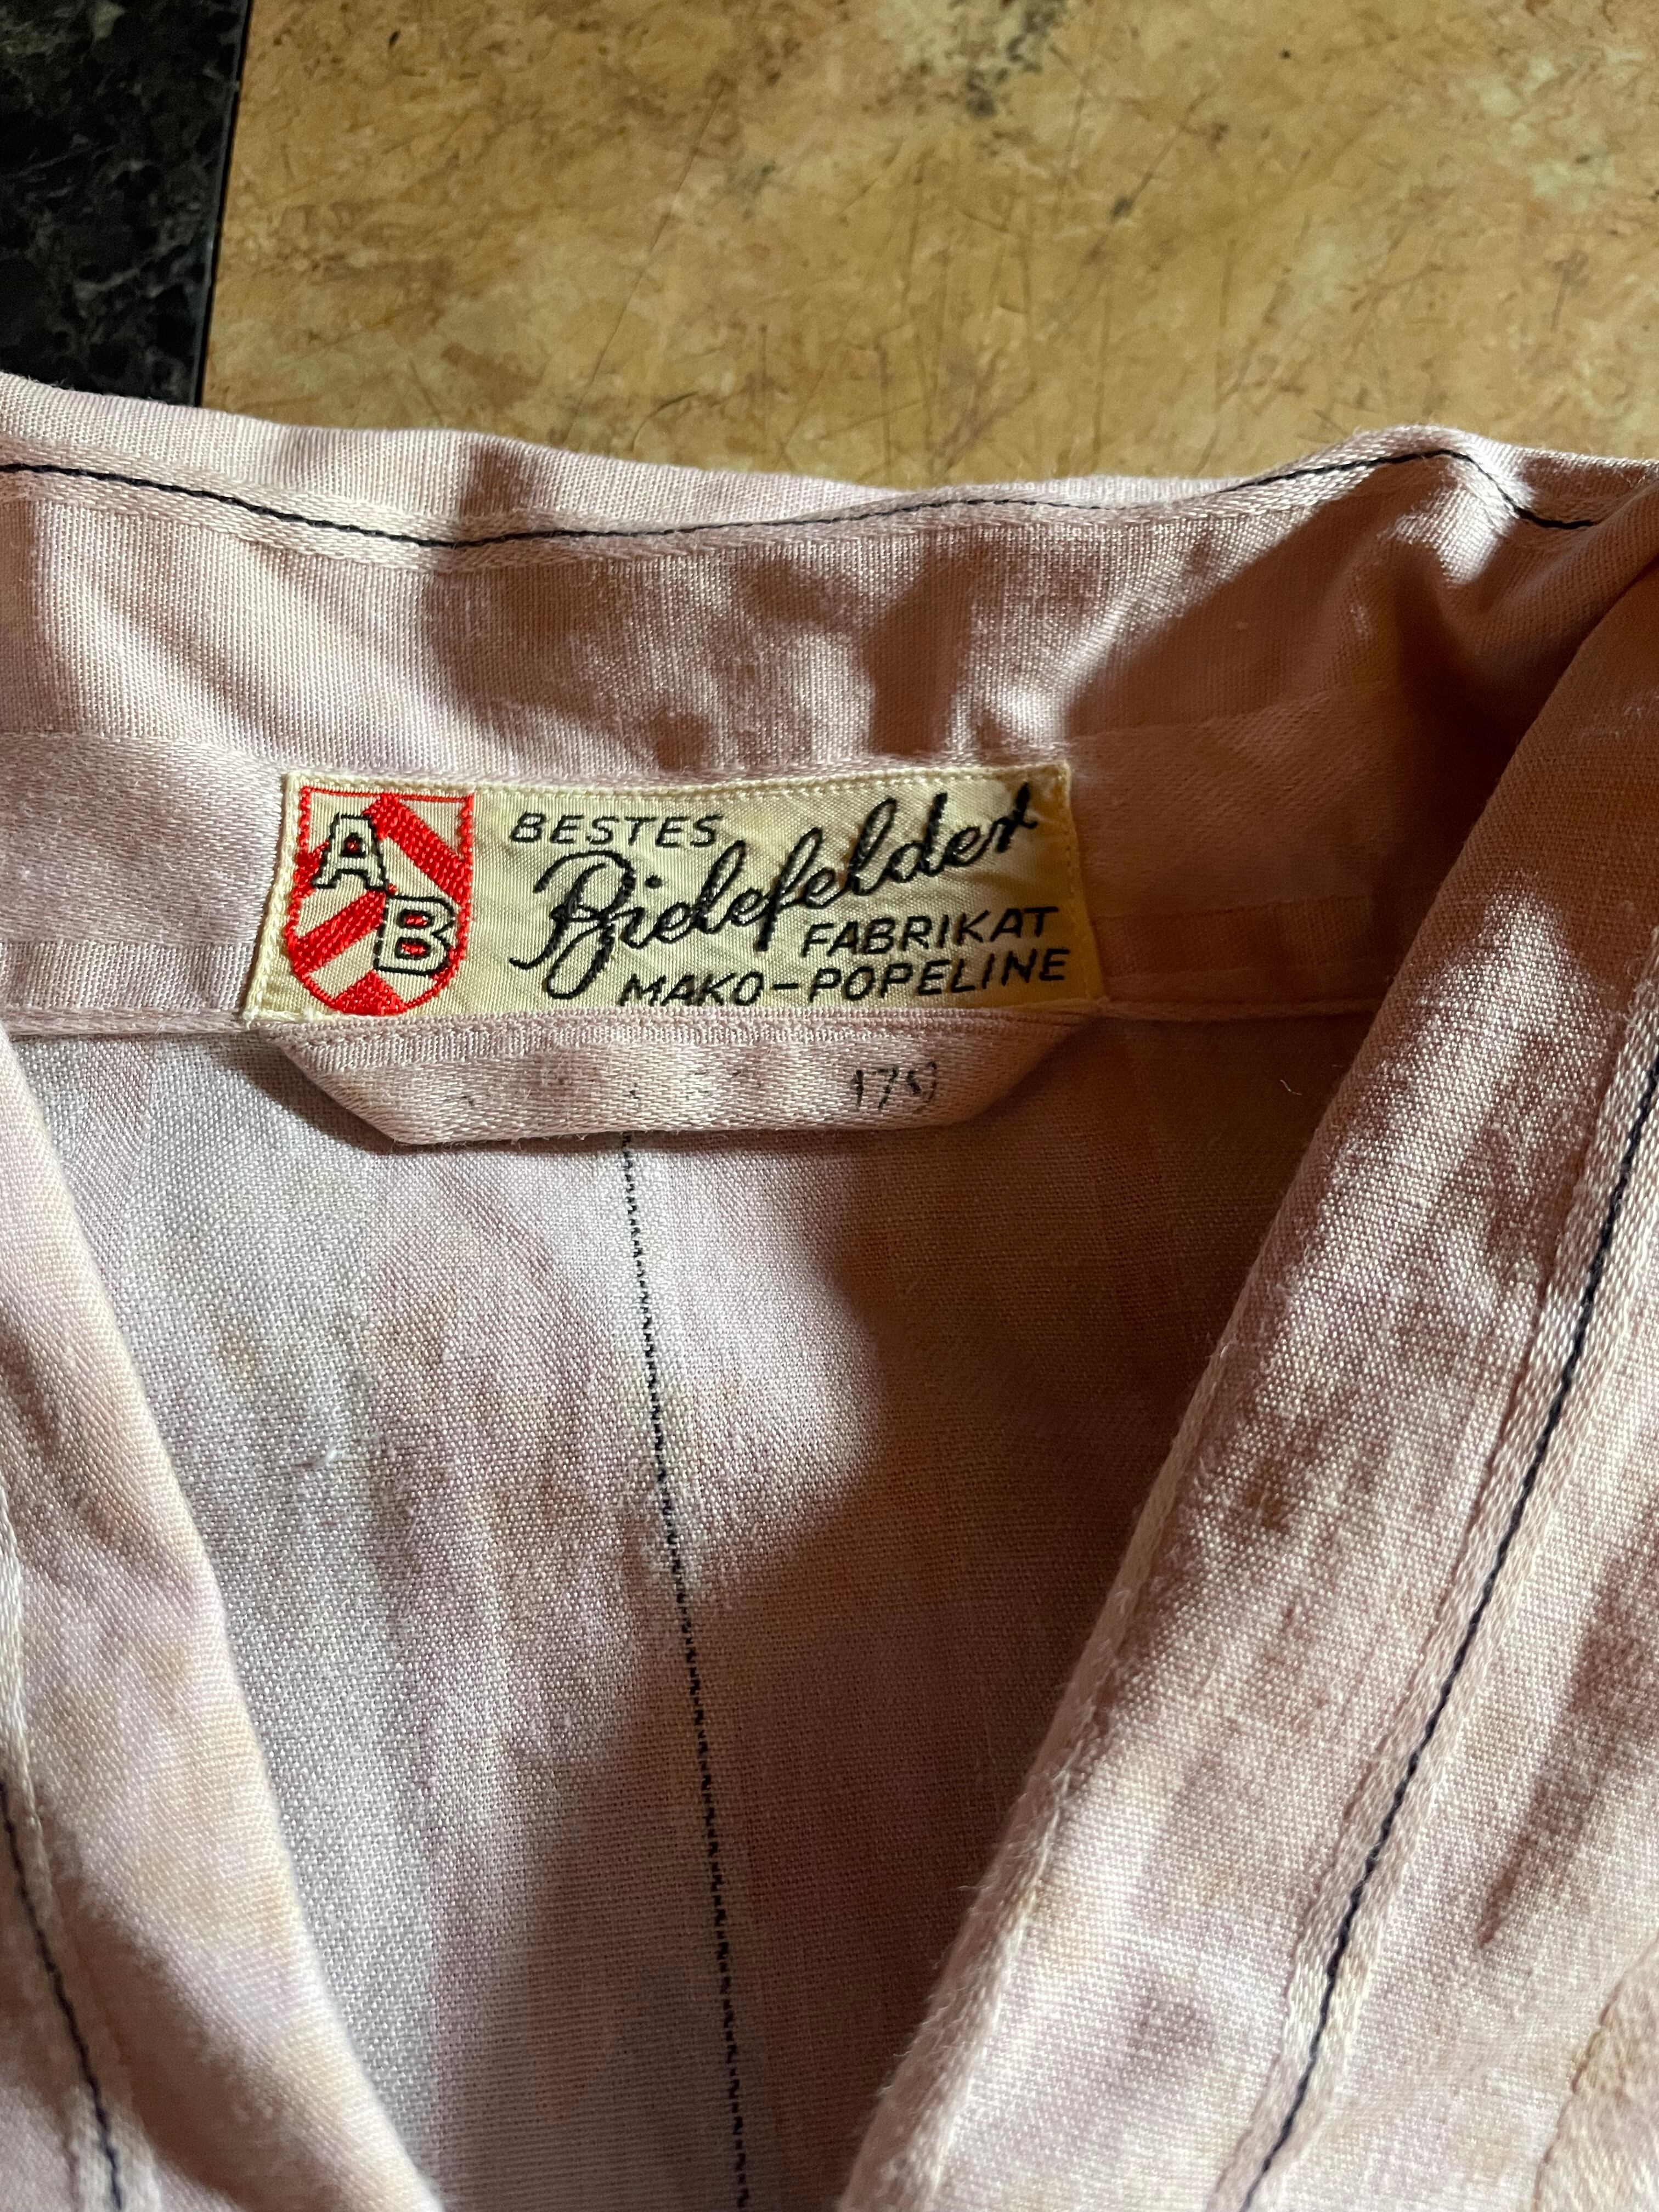 AB
BESTES
Bielefelder
FABRIKAT
MAKO-POPELINE